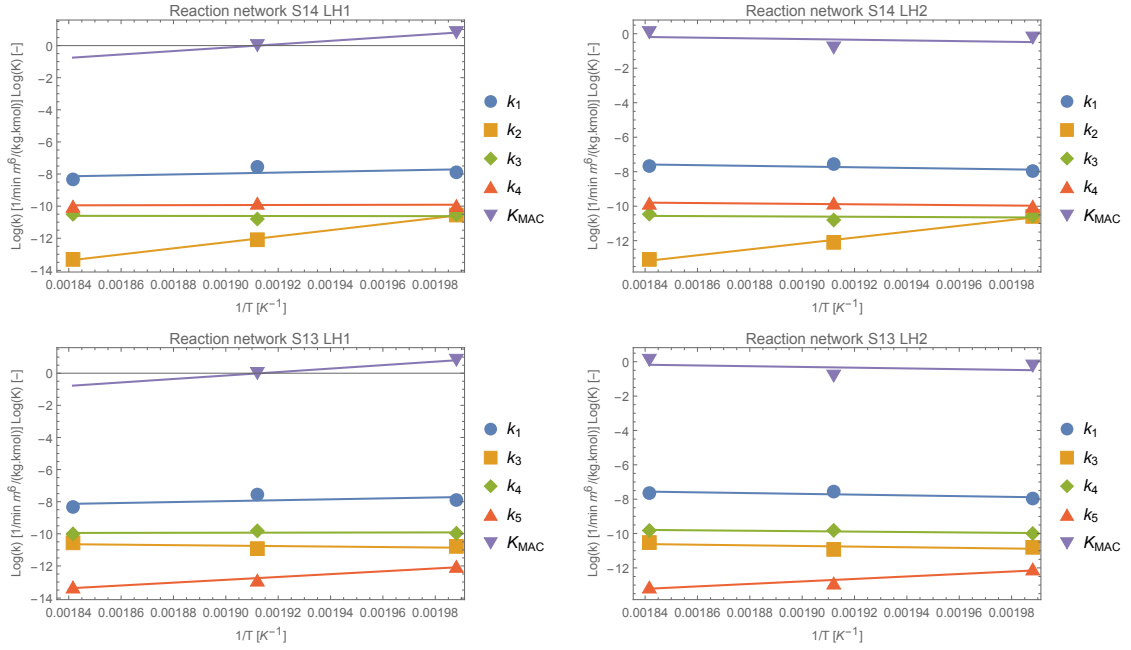 Reaction network S14 LH1
Log(k) [1/min m⁶/(kg.kmol)] Log(K) [-]
0
−2
−4
−6
−8
−10
−12
−14
0.00184 0.00186 0.00188 0.00190 0.00192 0.00194 0.00196 0.00198
1/T [K⁻¹]
k₁
k₂
k₃
k₄
K_MAC
Reaction network S14 LH2
Log(k) [1/min m⁶/(kg.kmol)] Log(K) [-]
0
−2
−4
−6
−8
−10
−12
0.00184 0.00186 0.00188 0.00190 0.00192 0.00194 0.00196 0.00198
1/T [K⁻¹]
k₁
k₂
k₃
k₄
K_MAC
Reaction network S13 LH1
Log(k) [1/min m⁶/(kg.kmol)] Log(K) [-]
0
−2
−4
−6
−8
−10
−12
−14
0.00184 0.00186 0.00188 0.00190 0.00192 0.00194 0.00196 0.00198
1/T [K⁻¹]
k₁
k₃
k₄
k₅
K_MAC
Reaction network S13 LH2
Log(k) [1/min m⁶/(kg.kmol)] Log(K) [-]
0
−2
−4
−6
−8
−10
−12
0.00184 0.00186 0.00188 0.00190 0.00192 0.00194 0.00196 0.00198
1/T [K⁻¹]
k₁
k₃
k₄
k₅
K_MAC